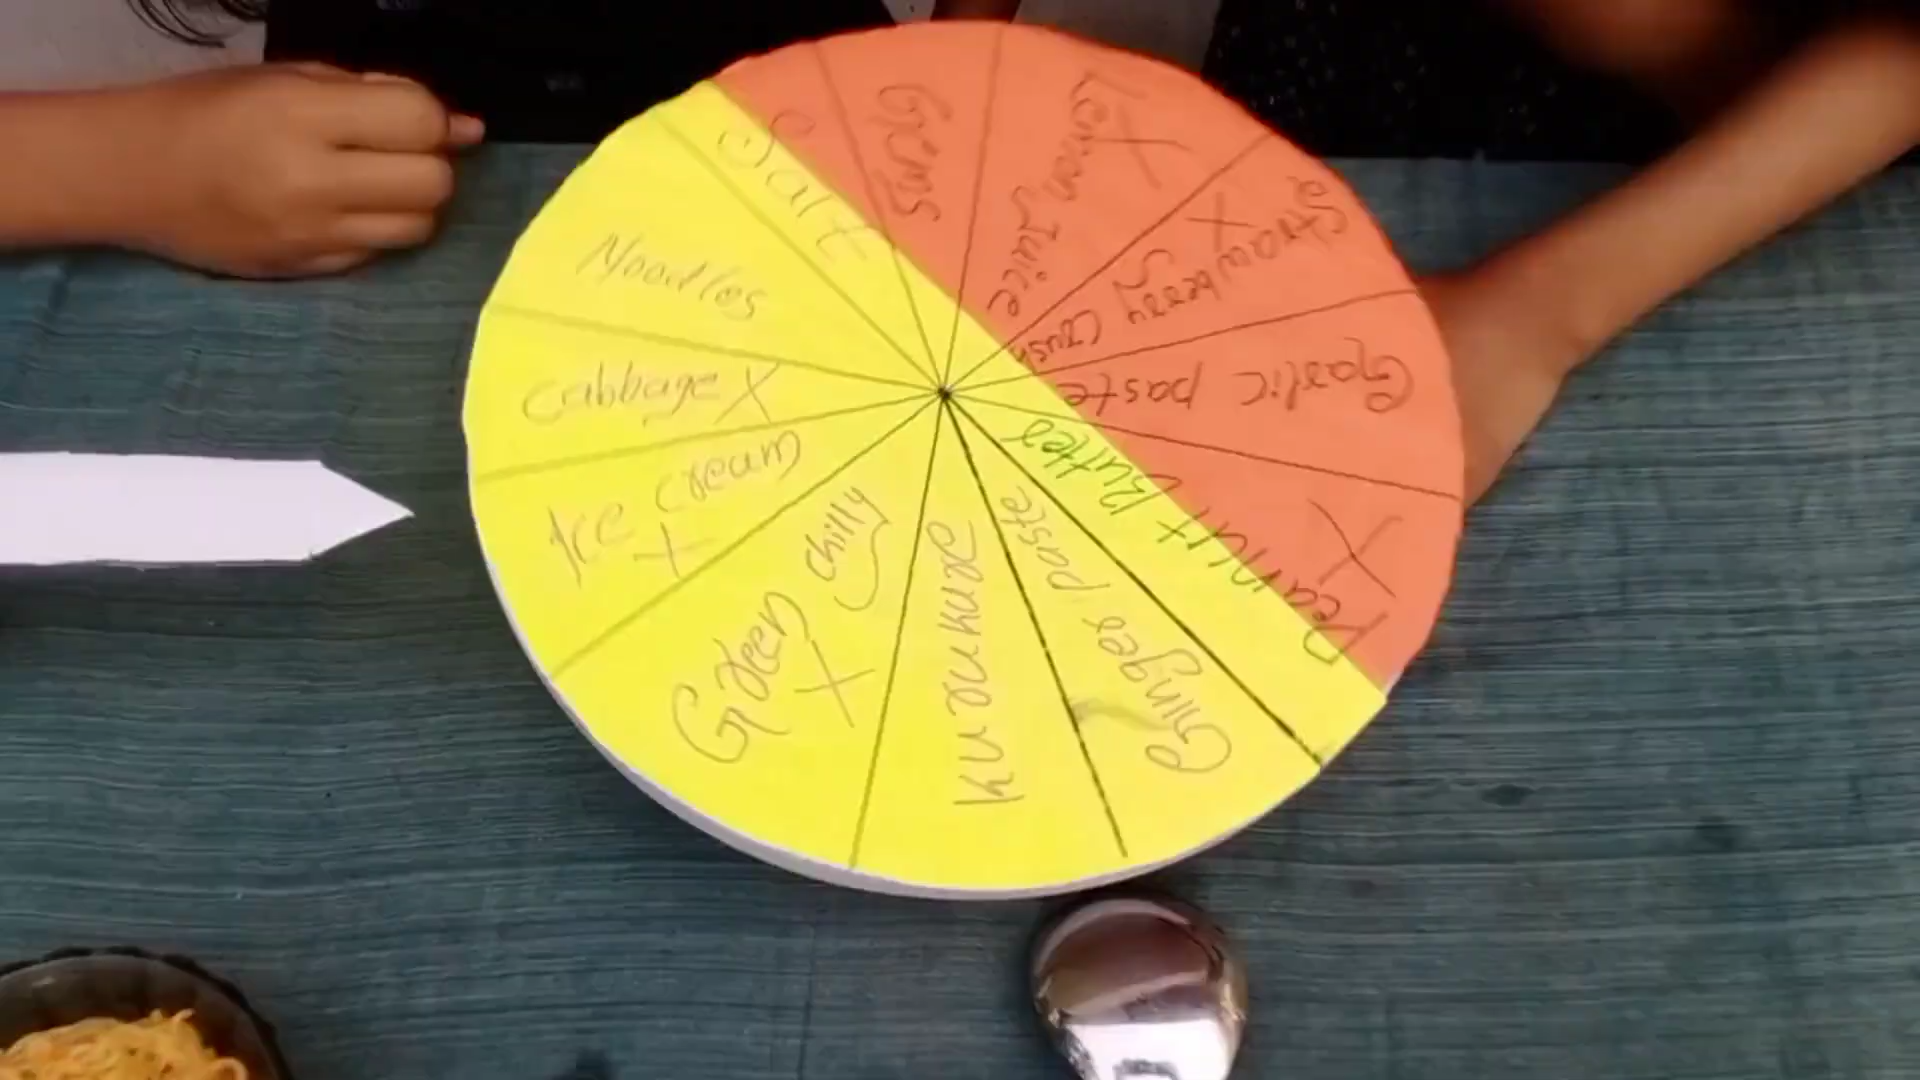 Salt
Gems
Lemon Juice X
Strawberry Crush X
Garlic paste
Peanut Butter X
Ginger paste
Kurkure
Green chilly X
Ice cream X
Cabbage X
Noodles